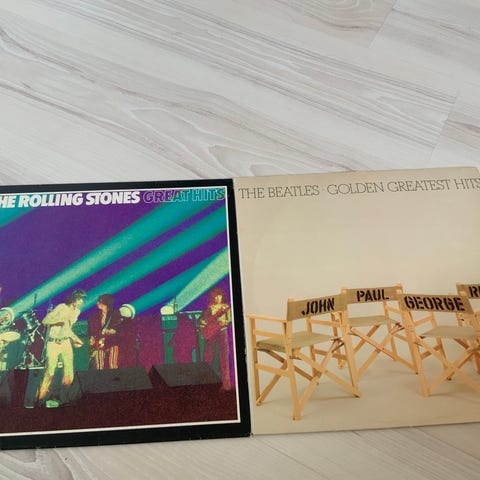 HE ROLLING STONES GREAT HITS
THE BEATLES · GOLDEN GREATEST HITS
JOHN
PAUL
GEORGE
R